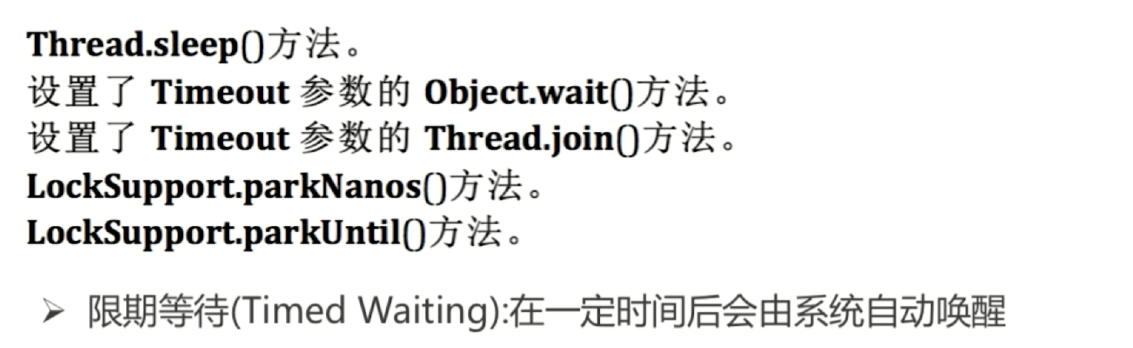 Thread.sleep()方法。
设置了 Timeout 参数的 Object.wait()方法。
设置了 Timeout 参数的 Thread.join()方法。
LockSupport.parkNanos()方法。
LockSupport.parkUntil()方法。
➢ 限期等待(Timed Waiting):在一定时间后会由系统自动唤醒